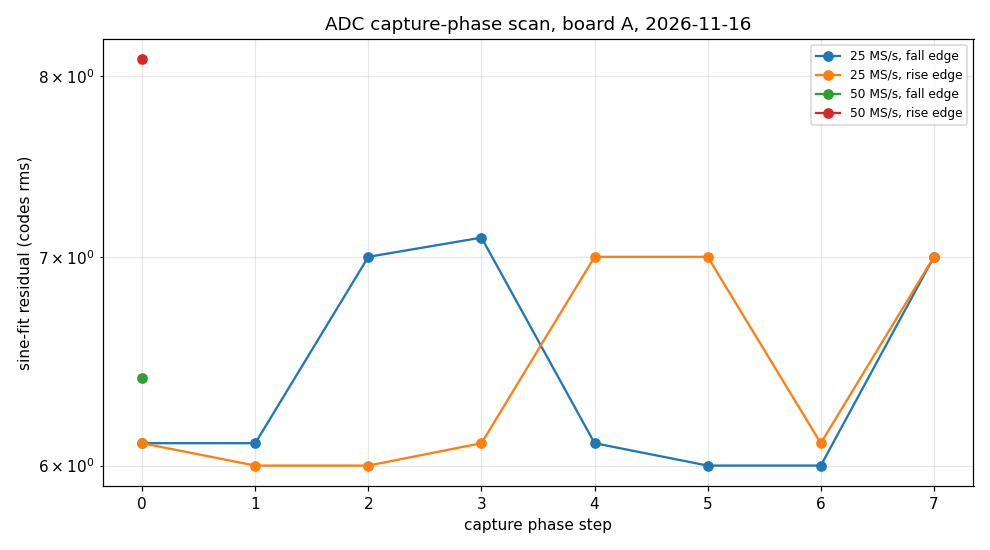 ADC capture-phase scan, board A, 2026-11-16
25 MS/s, fall edge
25 MS/s, rise edge
50 MS/s, fall edge
50 MS/s, rise edge
8 × 10⁰
7 × 10⁰
6 × 10⁰
sine-fit residual (codes rms)
0 1 2 3 4 5 6 7
capture phase step